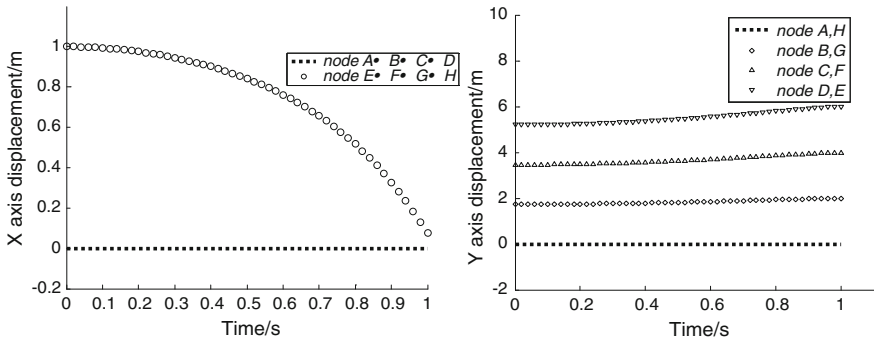 1
0.8
0.6
0.4
0.2
0
-0.2
X axis displacement/m
0 0.1 0.2 0.3 0.4 0.5 0.6 0.7 0.8 0.9 1
Time/s
node A• B• C• D
node E• F• G• H
10
8
6
4
2
0
-2
Y axis displacement/m
0 0.2 0.4 0.6 0.8 1
Time/s
node A,H
node B,G
node C,F
node D,E